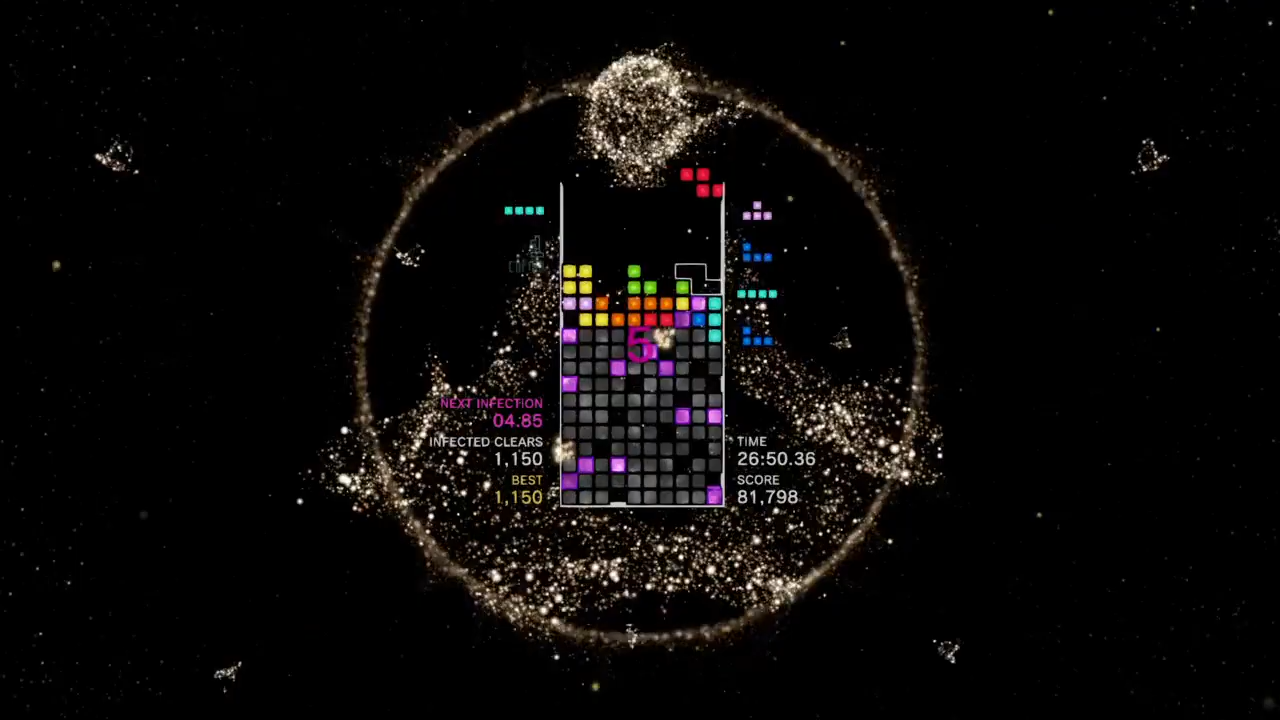 5
NEXT INFECTION
04.85
INFECTED CLEARS
1,150
BEST
1,150
TIME
26:50.36
SCORE
81,798